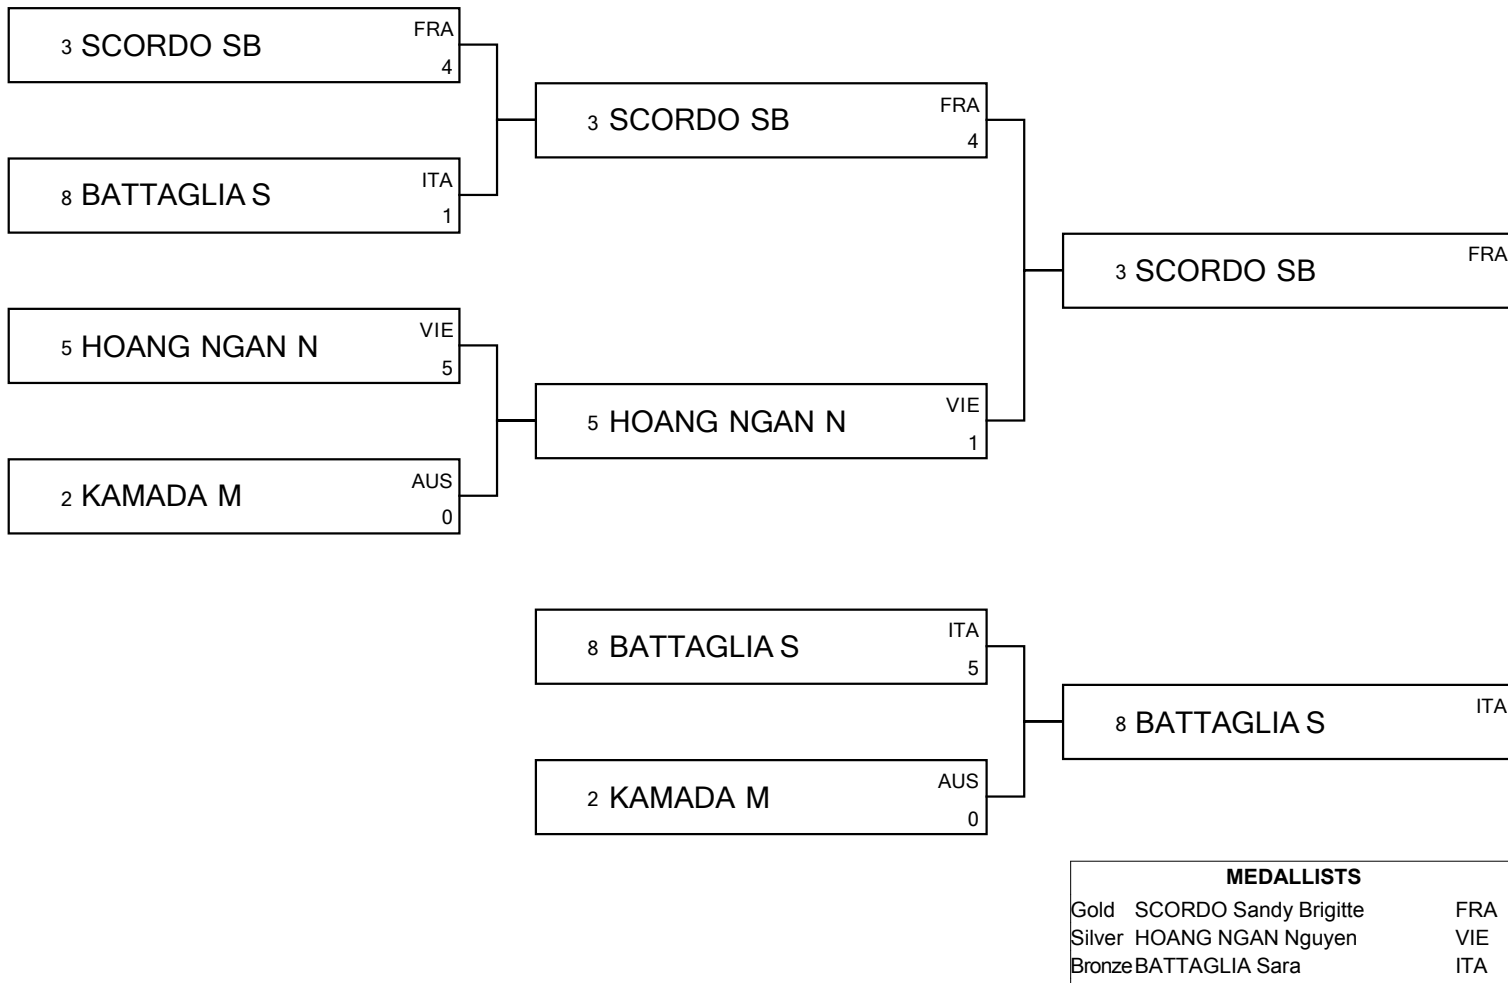 3 SCORDO SB FRA
4
3 SCORDO SB FRA
4
8 BATTAGLIA S ITA
1
3 SCORDO SB FRA
5 HOANG NGAN N VIE
5
5 HOANG NGAN N VIE
1
2 KAMADA M AUS
0
8 BATTAGLIA S ITA
5
8 BATTAGLIA S ITA
2 KAMADA M AUS
0
MEDALLISTS
Gold SCORDO Sandy Brigitte FRA
Silver HOANG NGAN Nguyen VIE
Bronze BATTAGLIA Sara ITA